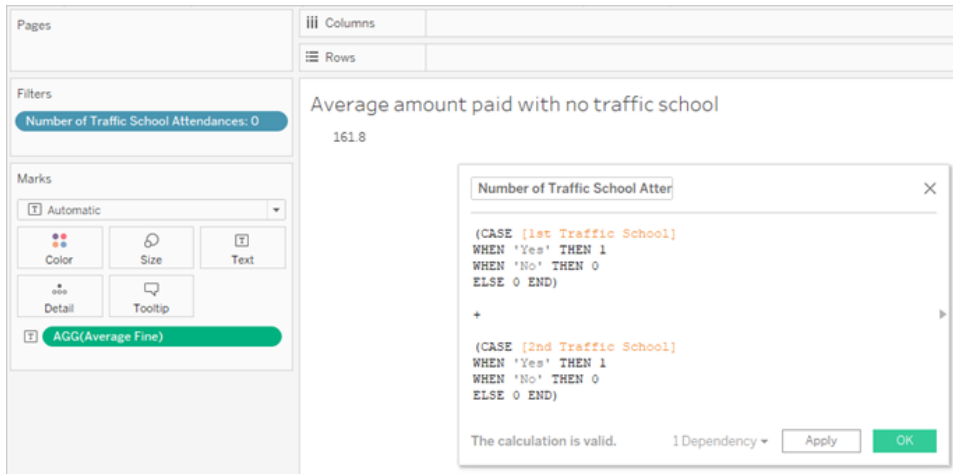 Pages
iii Columns
Rows
Filters
Number of Traffic School Attendances: 0
Average amount paid with no traffic school
161.8
Marks
T Automatic
Color Size T Text
Detail Tooltip
T AGG(Average Fine)
Number of Traffic School Atter
(CASE [1st Traffic School]
WHEN 'Yes' THEN 1
WHEN 'No' THEN 0
ELSE 0 END)
+
(CASE [2nd Traffic School]
WHEN 'Yes' THEN 1
WHEN 'No' THEN 0
ELSE 0 END)
The calculation is valid. 1 Dependency Apply OK